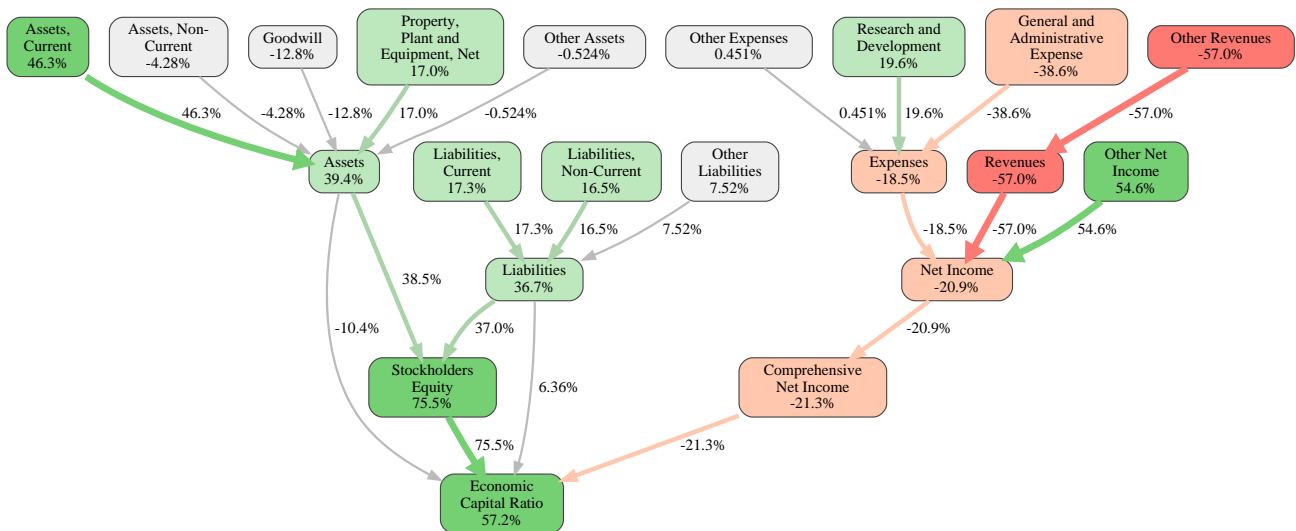 Assets,
Current
46.3%
Assets, Non-
Current
-4.28%
Goodwill
-12.8%
Property,
Plant and
Equipment, Net
17.0%
Other Assets
-0.524%
Other Expenses
0.451%
Research and
Development
19.6%
General and
Administrative
Expense
-38.6%
Other Revenues
-57.0%
46.3%
-4.28%
-12.8%
17.0%
-0.524%
0.451%
19.6%
-38.6%
-57.0%
Assets
39.4%
Liabilities,
Current
17.3%
Liabilities,
Non-Current
16.5%
Other
Liabilities
7.52%
Expenses
-18.5%
Revenues
-57.0%
Other Net
Income
54.6%
17.3%
16.5%
7.52%
-18.5%
-57.0%
54.6%
Liabilities
36.7%
Net Income
-20.9%
38.5%
-10.4%
37.0%
-20.9%
Stockholders
Equity
75.5%
6.36%
Comprehensive
Net Income
-21.3%
75.5%
-21.3%
Economic
Capital Ratio
57.2%